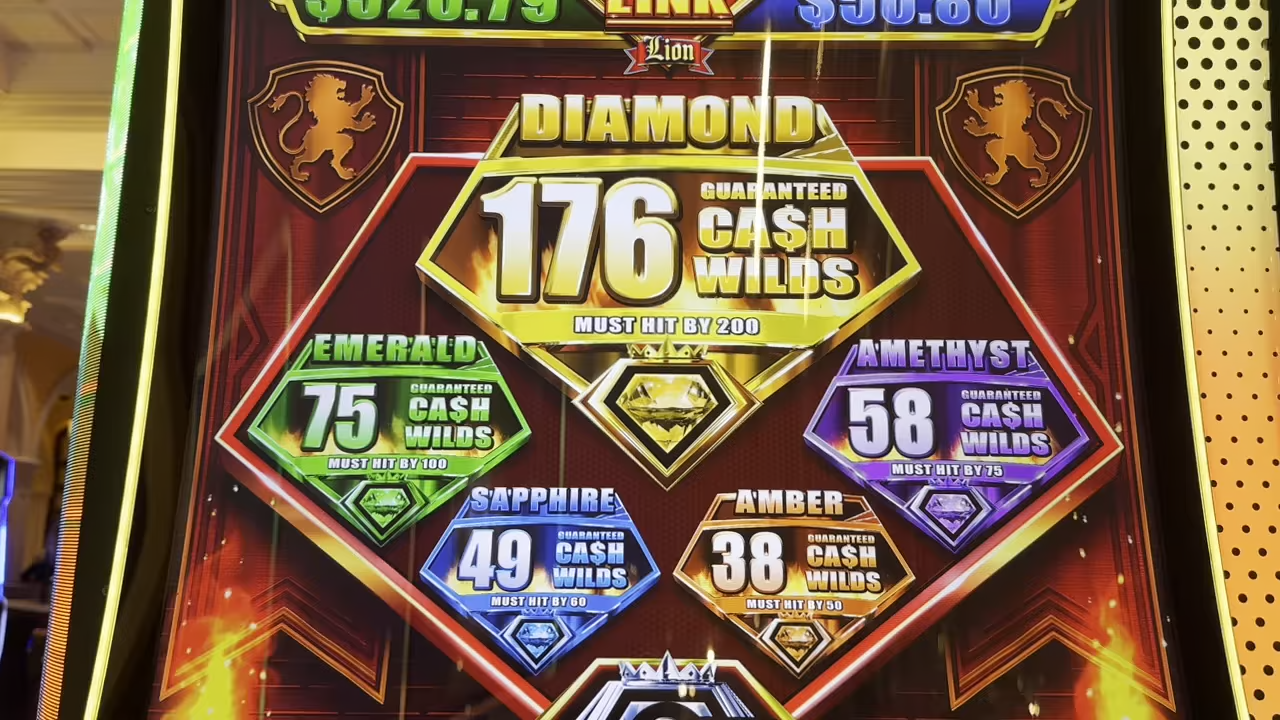 LINK
Lion
DIAMOND
176
GUARANTEED
CA$H
WILDS
MUST HIT BY 200
EMERALD
75
GUARANTEED
CA$H
WILDS
MUST HIT BY 100
AMETHYST
58
GUARANTEED
CA$H
WILDS
MUST HIT BY 75
SAPPHIRE
49
GUARANTEED
CA$H
WILDS
MUST HIT BY 60
AMBER
38
GUARANTEED
CA$H
WILDS
MUST HIT BY 50